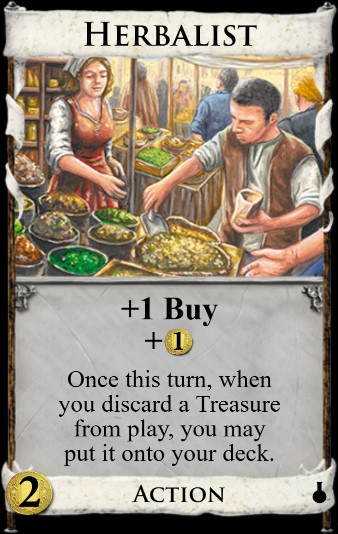 HERBALIST
+1 Buy
+1
Once this turn, when
you discard a Treasure
from play, you may
put it onto your deck.
2 ACTION